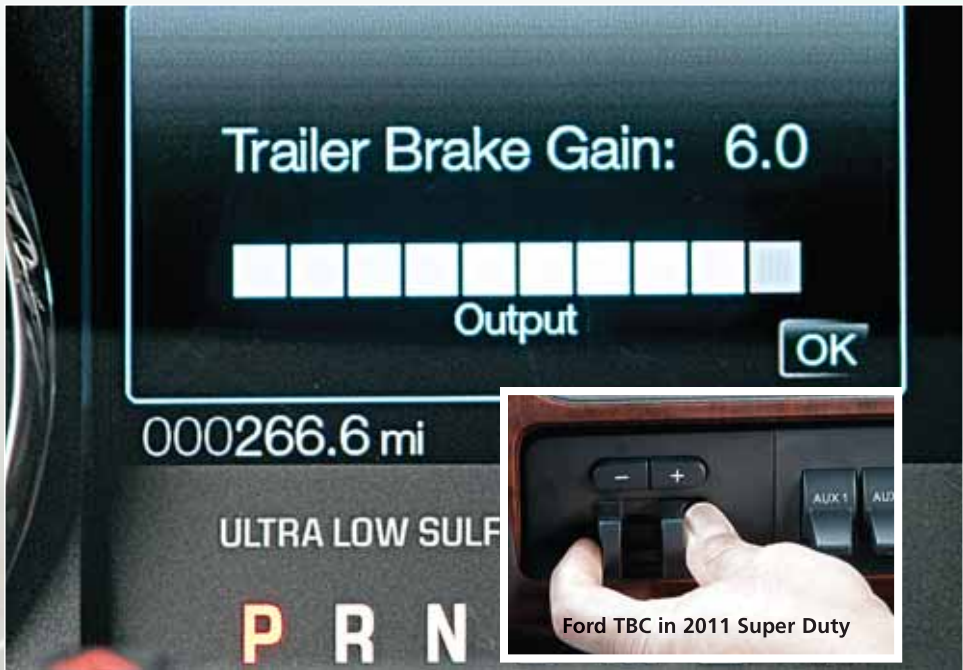 Trailer Brake Gain: 6.0
Output
OK
000266.6 mi
ULTRA LOW SULF
P R N
− +
AUX 1 AUX
Ford TBC in 2011 Super Duty